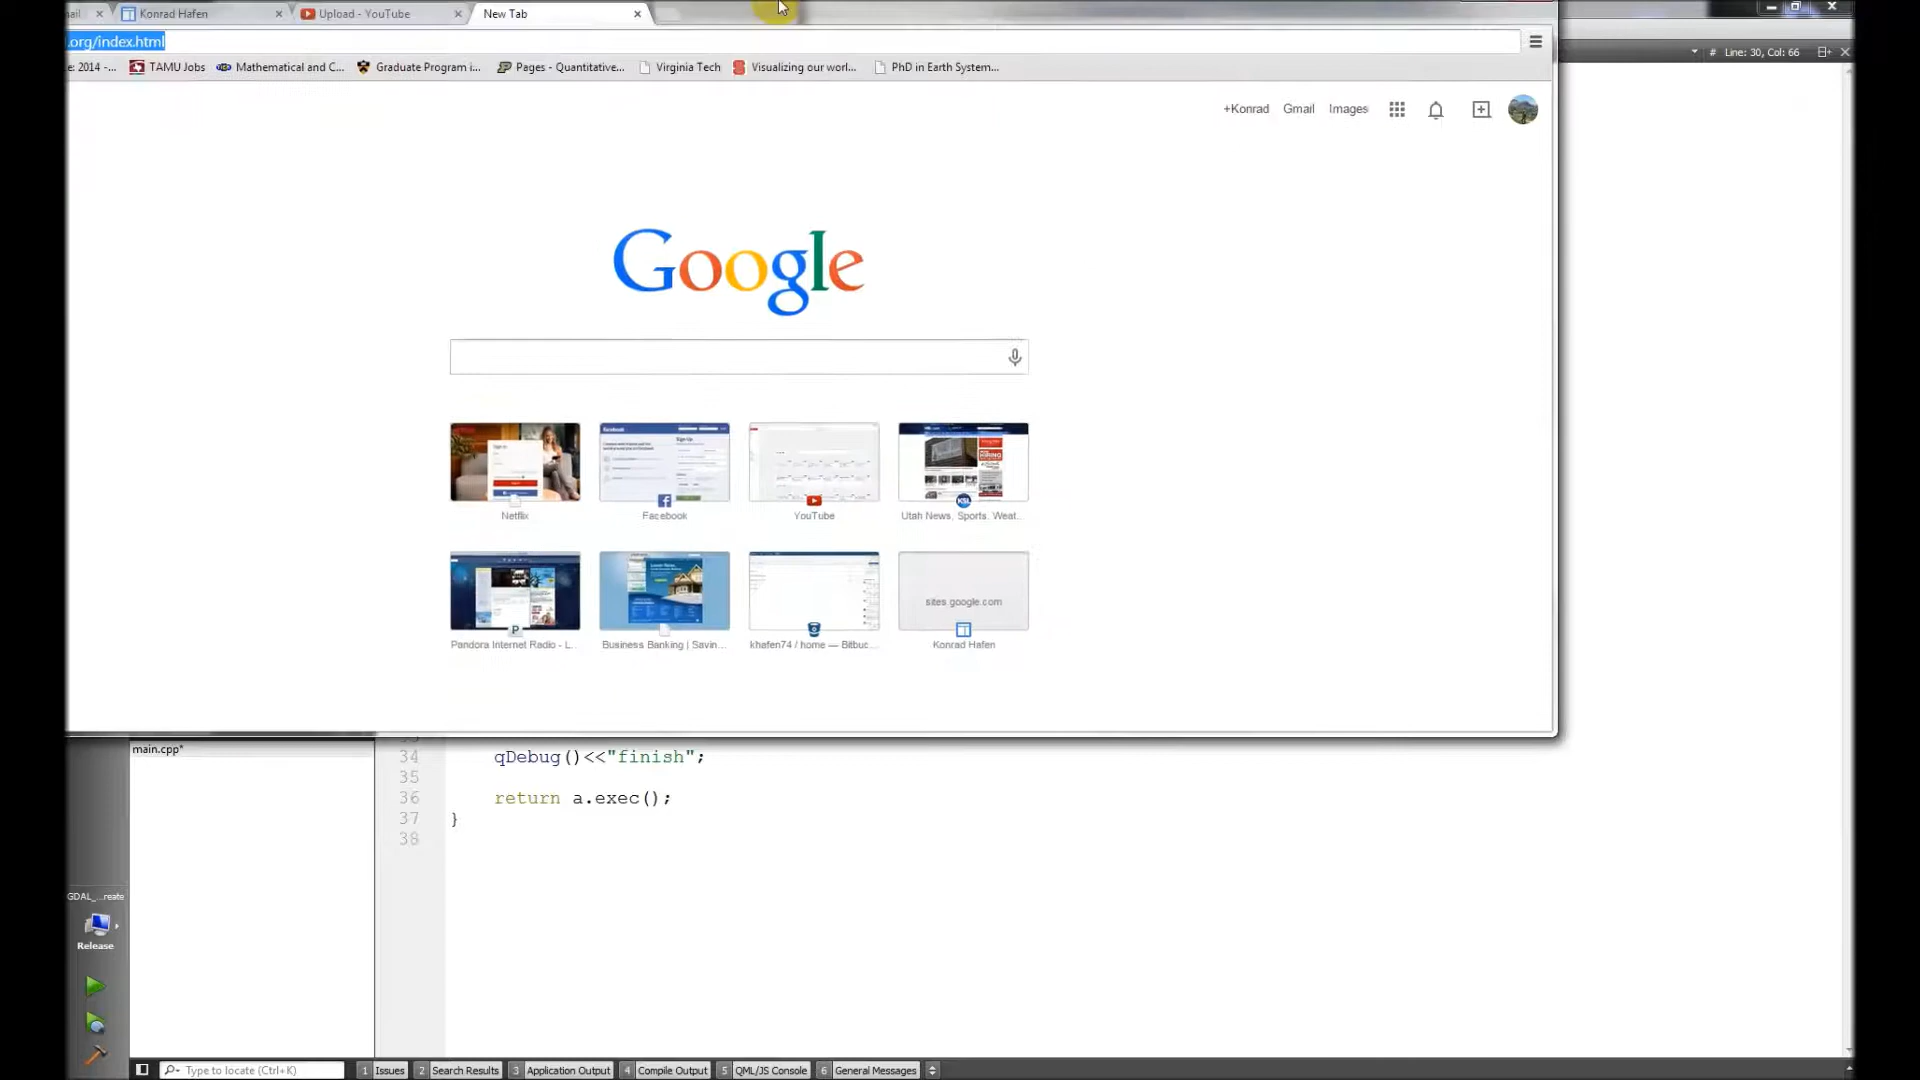 ail
Konrad Hafen
Upload - YouTube
New Tab
.org/index.html
# Line: 30, Col: 66
e: 2014 -...
TAMU Jobs
Mathematical and C...
Graduate Program i...
Pages - Quantitative...
Virginia Tech
Visualizing our worl...
PhD in Earth System...
+Konrad
Gmail
Images
Google
Netflix
Facebook
YouTube
Utah News, Sports, Weat...
sites.google.com
Pandora Internet Radio - L...
Business Banking | Savin...
khafen74 / home — Bitbuc...
Konrad Hafen
main.cpp*
34 qDebug()<<"finish";
35
36 return a.exec();
37 }
38
GDAL_...reate
Release
Type to locate (Ctrl+K)
1 Issues
2 Search Results
3 Application Output
4 Compile Output
5 QML/JS Console
6 General Messages